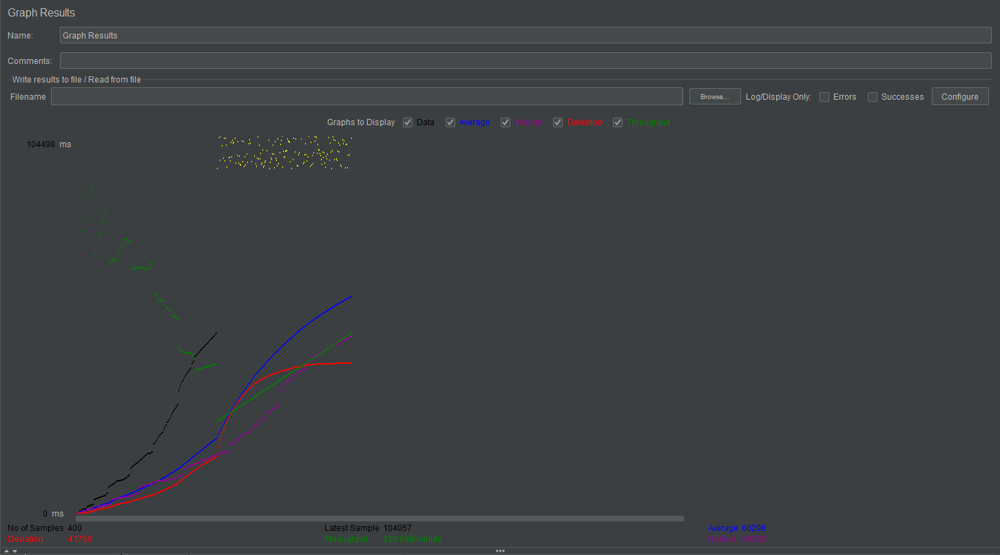 Graph Results
Name: Graph Results
Comments:
Write results to file / Read from file
Filename Browse... Log/Display Only: Errors Successes Configure
Graphs to Display Data Average Median Deviation Throughput
104498 ms
0 ms
No of Samples 400 Latest Sample 104057 Average 60298
Deviation 41780 Throughput 210.698/minute Median